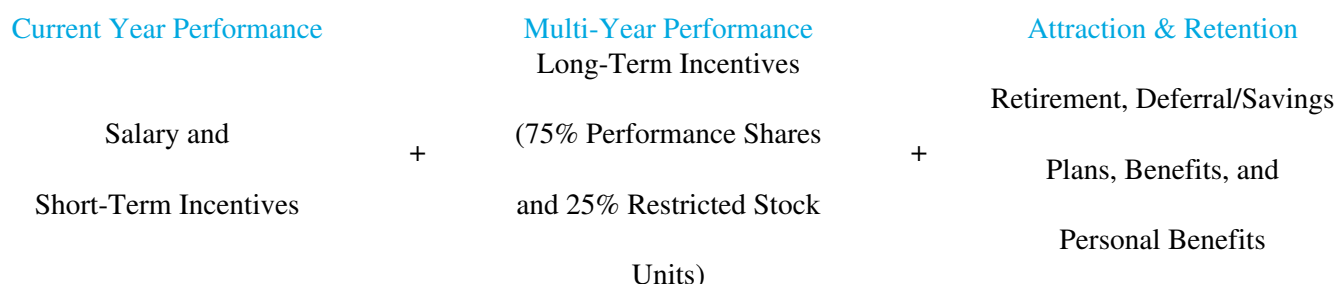 Current Year Performance
Salary and
Short-Term Incentives
+
Multi-Year Performance
Long-Term Incentives
(75% Performance Shares
and 25% Restricted Stock
Units)
+
Attraction & Retention
Retirement, Deferral/Savings
Plans, Benefits, and
Personal Benefits